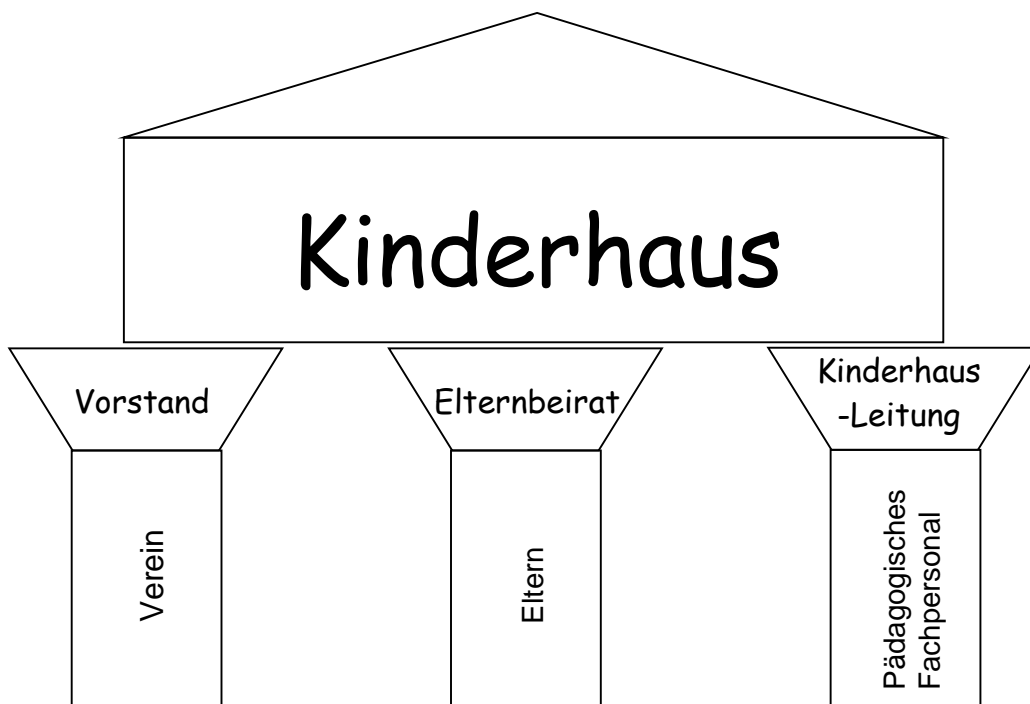 Kinderhaus
Vorstand
Elternbeirat
Kinderhaus
-Leitung
Verein
Eltern
Pädagogisches
Fachpersonal